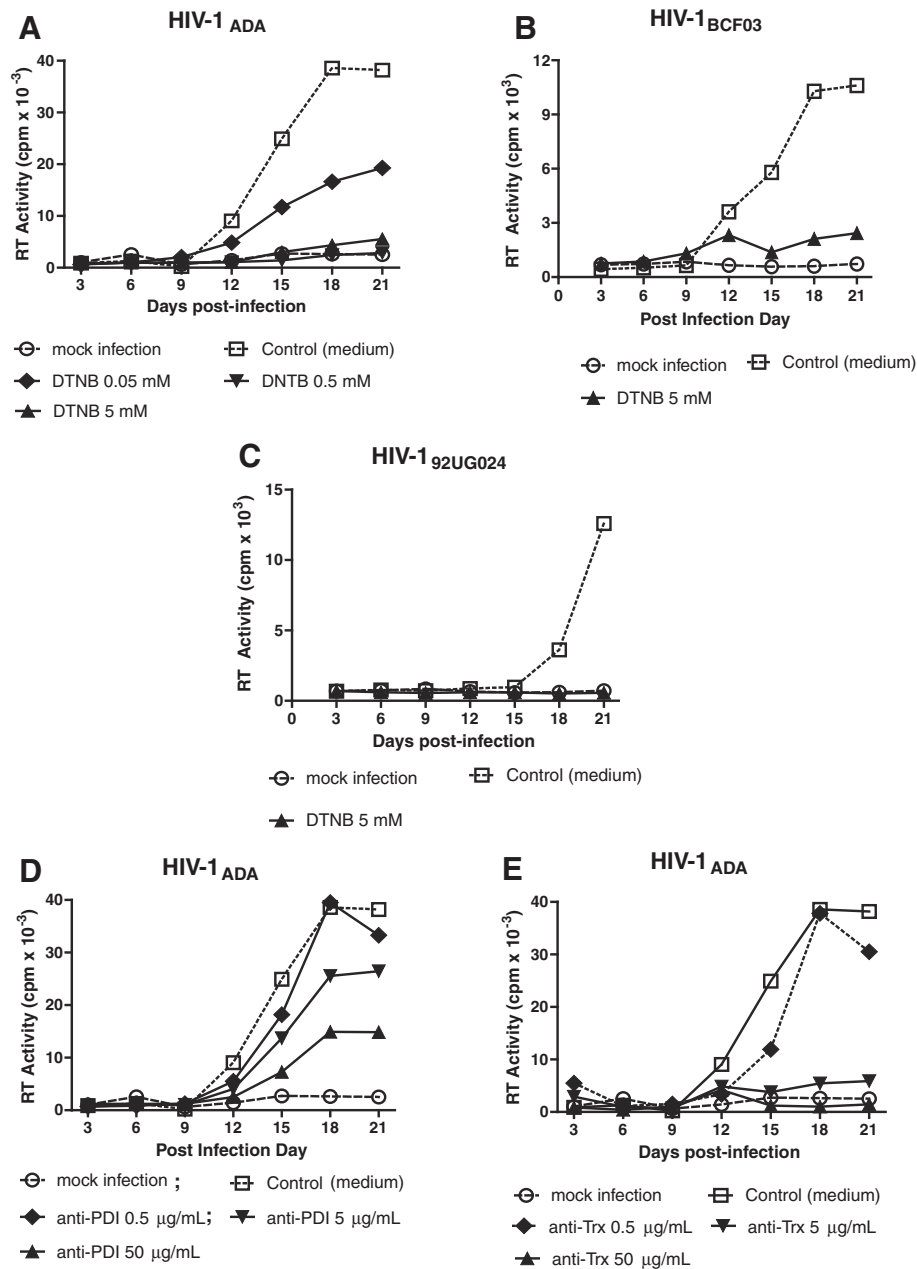 A
HIV-1 ADA
RT Activity (cpm x 10-3)
40
30
20
10
0
3 6 9 12 15 18 21
Days post-infection
mock infection Control (medium)
DTNB 0.05 mM DNTB 0.5 mM
DTNB 5 mM
B
HIV-1BCF03
RT Activity (cpm x 103)
12
9
6
3
0
0 3 6 9 12 15 18 21
Post Infection Day
mock infection Control (medium)
DTNB 5 mM
C
HIV-192UG024
RT Activity (cpm x 103)
15
10
5
0
0 3 6 9 12 15 18 21
Days post-infection
mock infection Control (medium)
DTNB 5 mM
D
HIV-1 ADA
RT Activity (cpm x 10-3)
40
30
20
10
0
3 6 9 12 15 18 21
Post Infection Day
mock infection ; Control (medium)
anti-PDI 0.5 μg/mL; anti-PDI 5 μg/mL
anti-PDI 50 μg/mL
E
HIV-1 ADA
RT Activity (cpm x 10-3)
40
30
20
10
0
3 6 9 12 15 18 21
Days post-infection
mock infection Control (medium)
anti-Trx 0.5 μg/mL anti-Trx 5 μg/mL
anti-Trx 50 μg/mL